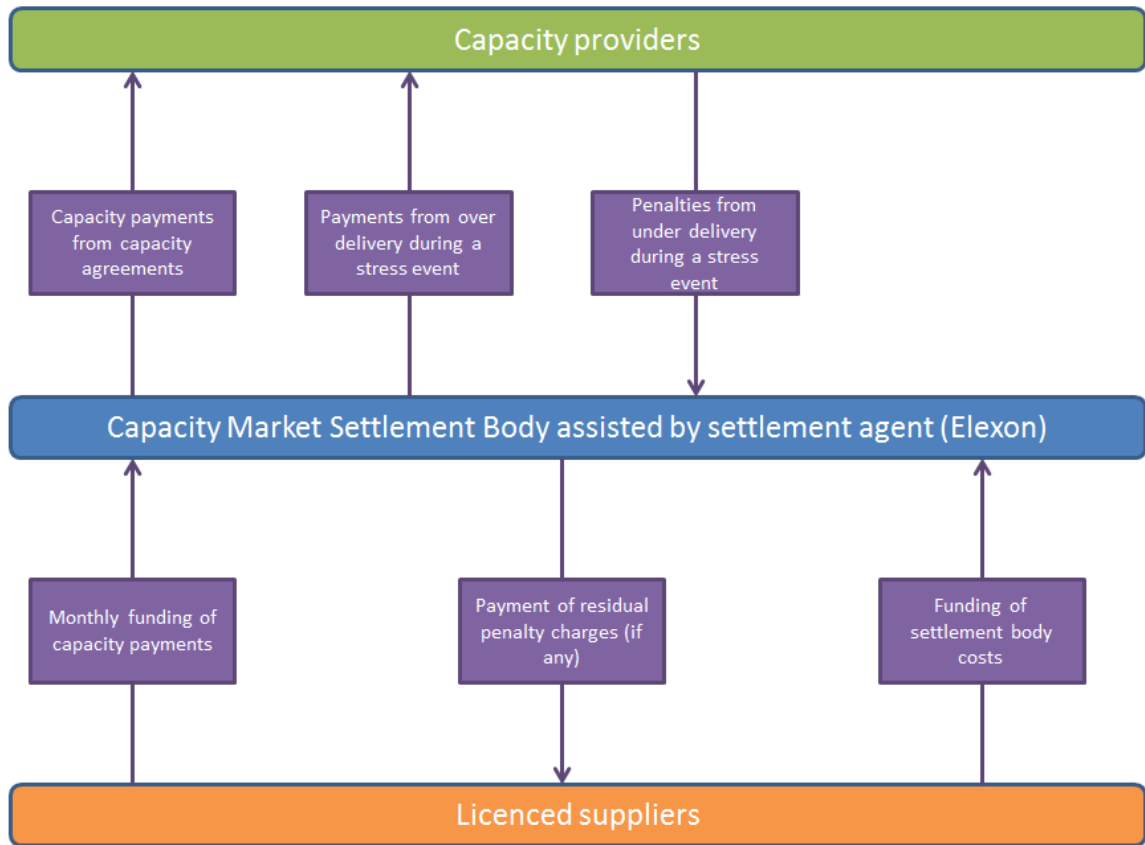 Capacity providers
Capacity payments
from capacity
agreements
Payments from over
delivery during a
stress event
Penalties from
under delivery
during a stress
event
Capacity Market Settlement Body assisted by settlement agent (Elexon)
Monthly funding of
capacity payments
Payment of residual
penalty charges (if
any)
Funding of
settlement body
costs
Licenced suppliers